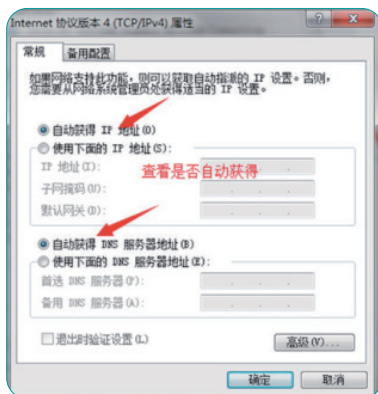 Internet 协议版本 4 (TCP/IPv4) 属性
常规 备用配置
如果网络支持此功能，则可以获取自动指派的 IP 设置。否则，
您需要从网络系统管理员处获得适当的 IP 设置。
自动获得 IP 地址(O)
使用下面的 IP 地址(S):
IP 地址(I):
查看是否自动获得
子网掩码(U):
默认网关(D):
自动获得 DNS 服务器地址(B)
使用下面的 DNS 服务器地址(E):
首选 DNS 服务器(P):
备用 DNS 服务器(A):
退出时验证设置(L)
高级(V)...
确定 取消